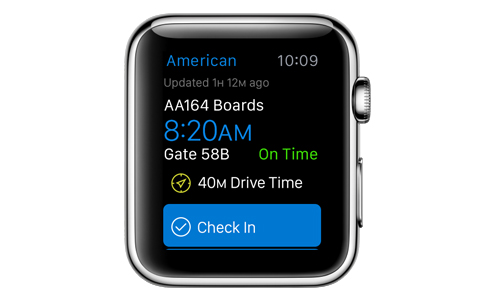 American 10:09
Updated 1H 12M ago
AA164 Boards
8:20AM
Gate 58B On Time
40M Drive Time
Check In